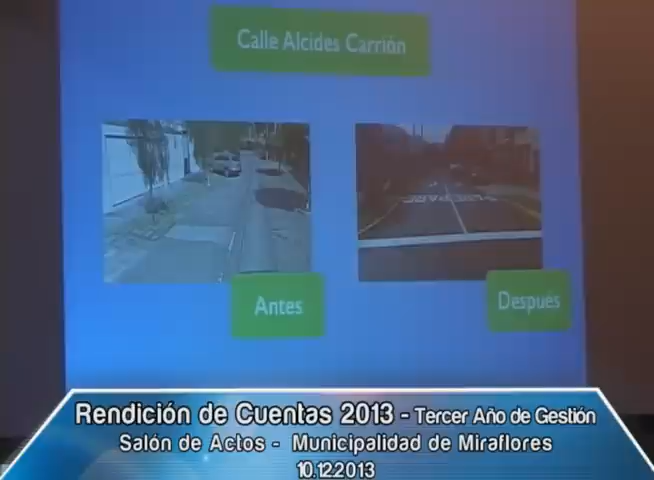 Calle Alcides Carrión
Antes
Después
Rendición de Cuentas 2013 - Tercer Año de Gestión
Salón de Actos - Municipalidad de Miraflores
10.12.2013